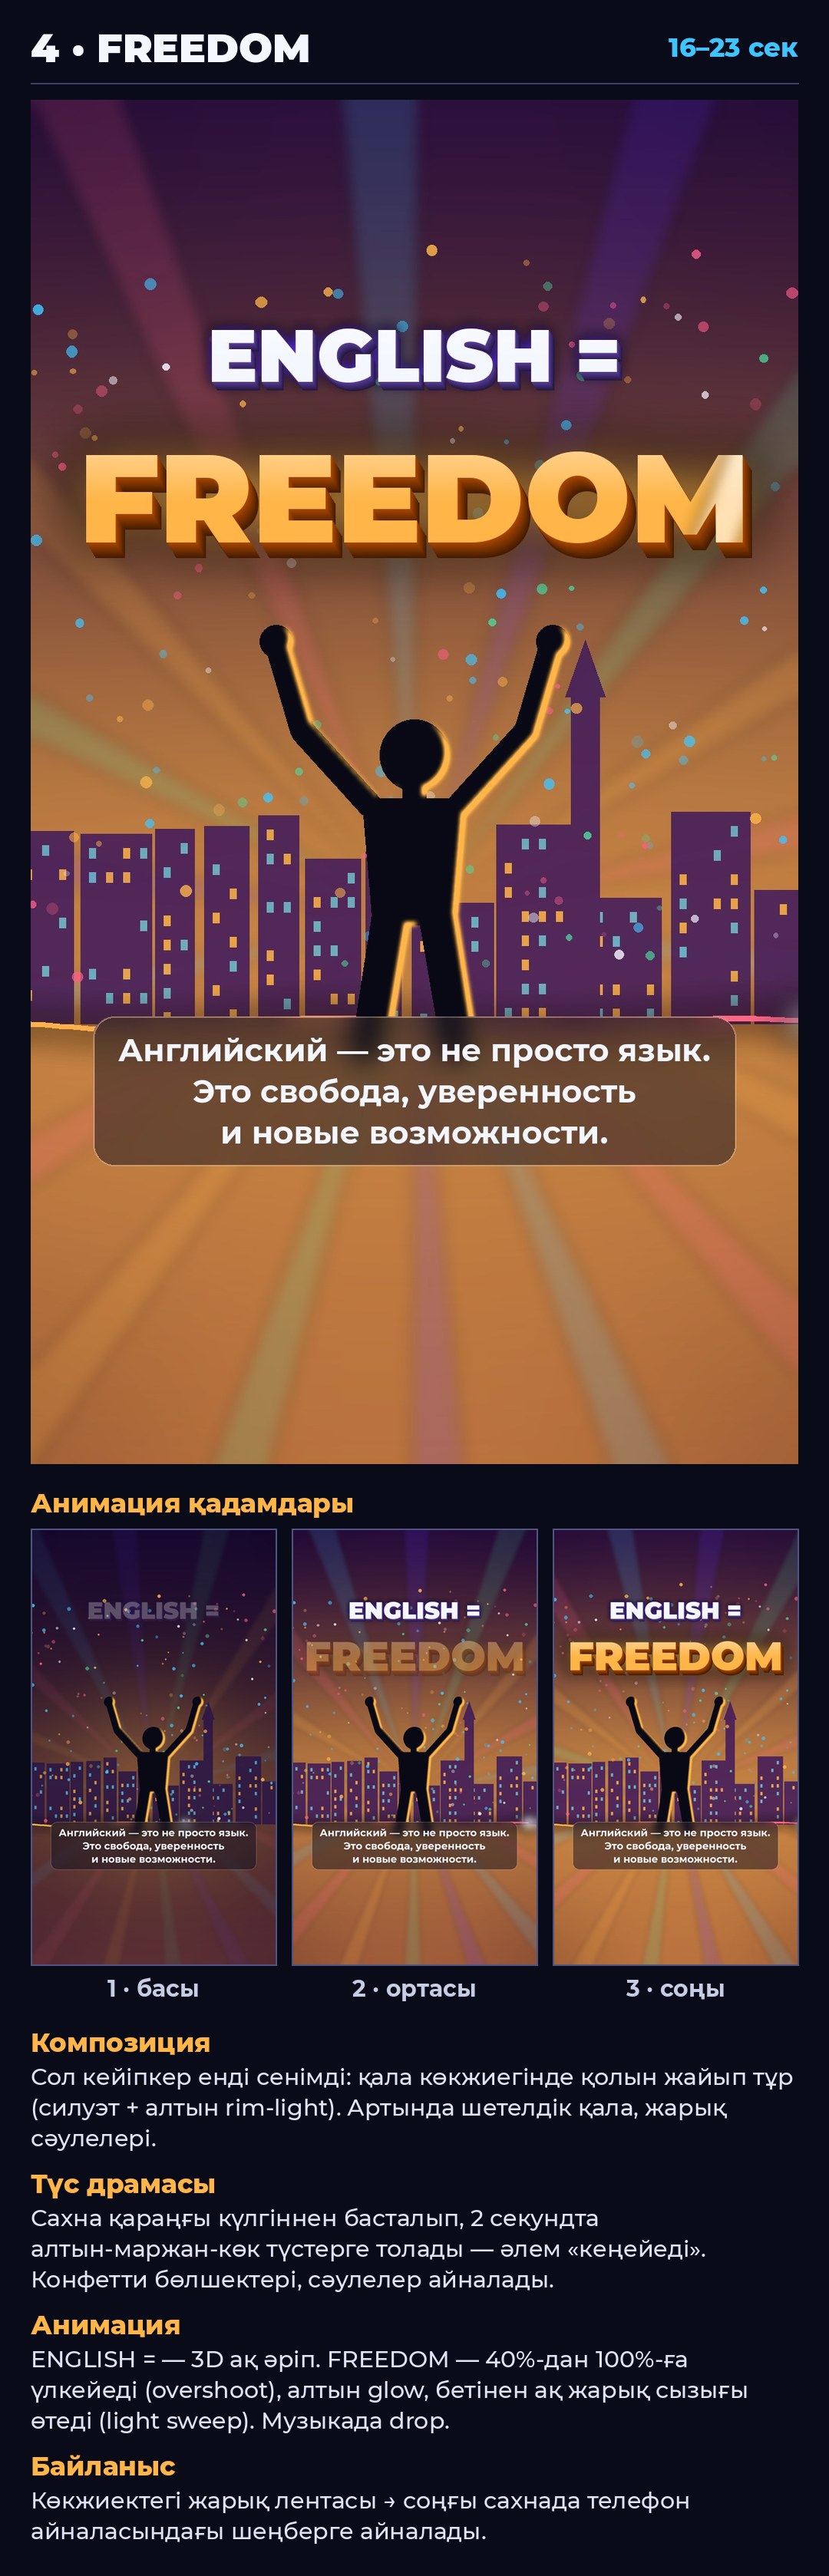 4 • FREEDOM
16–23 сек
ENGLISH =
FREEDOM
Английский — это не просто язык.
Это свобода, уверенность
и новые возможности.
Анимация қадамдары
ENGLISH =
Английский — это не просто язык.
Это свобода, уверенность
и новые возможности.
ENGLISH =
FREEDOM
Английский — это не просто язык.
Это свобода, уверенность
и новые возможности.
ENGLISH =
FREEDOM
Английский — это не просто язык.
Это свобода, уверенность
и новые возможности.
1 · басы
2 · ортасы
3 · соңы
Композиция
Сол кейіпкер енді сенімді: қала көкжиегінде қолын жайып тұр
(силуэт + алтын rim-light). Артында шетелдік қала, жарық
сәулелері.
Түс драмасы
Сахна қараңғы күлгіннен басталып, 2 секундта
алтын-маржан-көк түстерге толады — әлем «кеңейеді».
Конфетти бөлшектері, сәулелер айналады.
Анимация
ENGLISH = — 3D ақ әріп. FREEDOM — 40%-дан 100%-ға
үлкейеді (overshoot), алтын glow, бетінен ақ жарық сызығы
өтеді (light sweep). Музыкада drop.
Байланыс
Көкжиектегі жарық лентасы → соңғы сахнада телефон
айналасындағы шеңберге айналады.